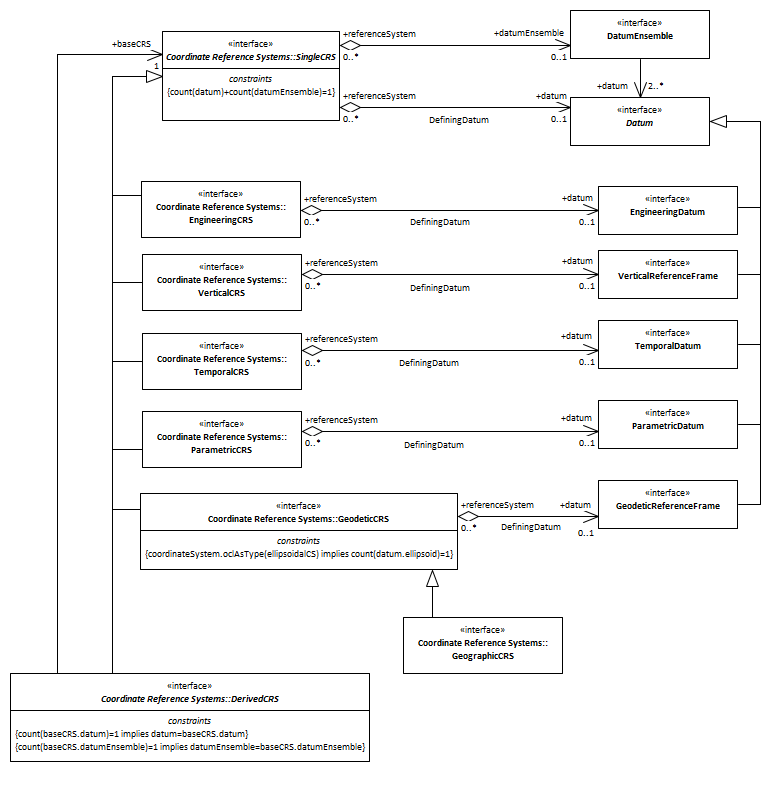 +baseCRS
1
«interface»
Coordinate Reference Systems::SingleCRS
constraints
{count(datum)+count(datumEnsemble)=1}
+referenceSystem
0..*
+datumEnsemble
0..1
«interface»
DatumEnsemble
+datum
2..*
+referenceSystem
0..*
+datum
DefiningDatum
0..1
«interface»
Datum
«interface»
Coordinate Reference Systems::
EngineeringCRS
+referenceSystem
0..*
+datum
DefiningDatum
0..1
«interface»
EngineeringDatum
«interface»
Coordinate Reference Systems::
VerticalCRS
+referenceSystem
0..*
+datum
DefiningDatum
0..1
«interface»
VerticalReferenceFrame
«interface»
Coordinate Reference Systems::
TemporalCRS
+referenceSystem
0..*
+datum
DefiningDatum
0..1
«interface»
TemporalDatum
«interface»
Coordinate Reference Systems::
ParametricCRS
+referenceSystem
0..*
+datum
DefiningDatum
0..1
«interface»
ParametricDatum
«interface»
Coordinate Reference Systems::GeodeticCRS
constraints
{coordinateSystem.oclAsType(ellipsoidalCS) implies count(datum.ellipsoid)=1}
+referenceSystem
0..*
+datum
DefiningDatum
0..1
«interface»
GeodeticReferenceFrame
«interface»
Coordinate Reference Systems::
GeographicCRS
«interface»
Coordinate Reference Systems::DerivedCRS
constraints
{count(baseCRS.datum)=1 implies datum=baseCRS.datum}
{count(baseCRS.datumEnsemble)=1 implies datumEnsemble=baseCRS.datumEnsemble}